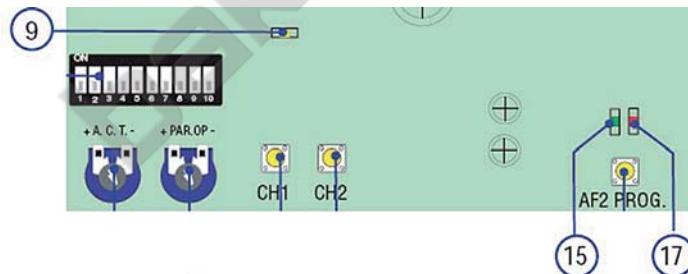 9
ON
1 2 3 4 5 6 7 8 9 10
+ A. C. T. -
+ PAR.OP -
CH1
CH2
AF2 PROG.
15
17